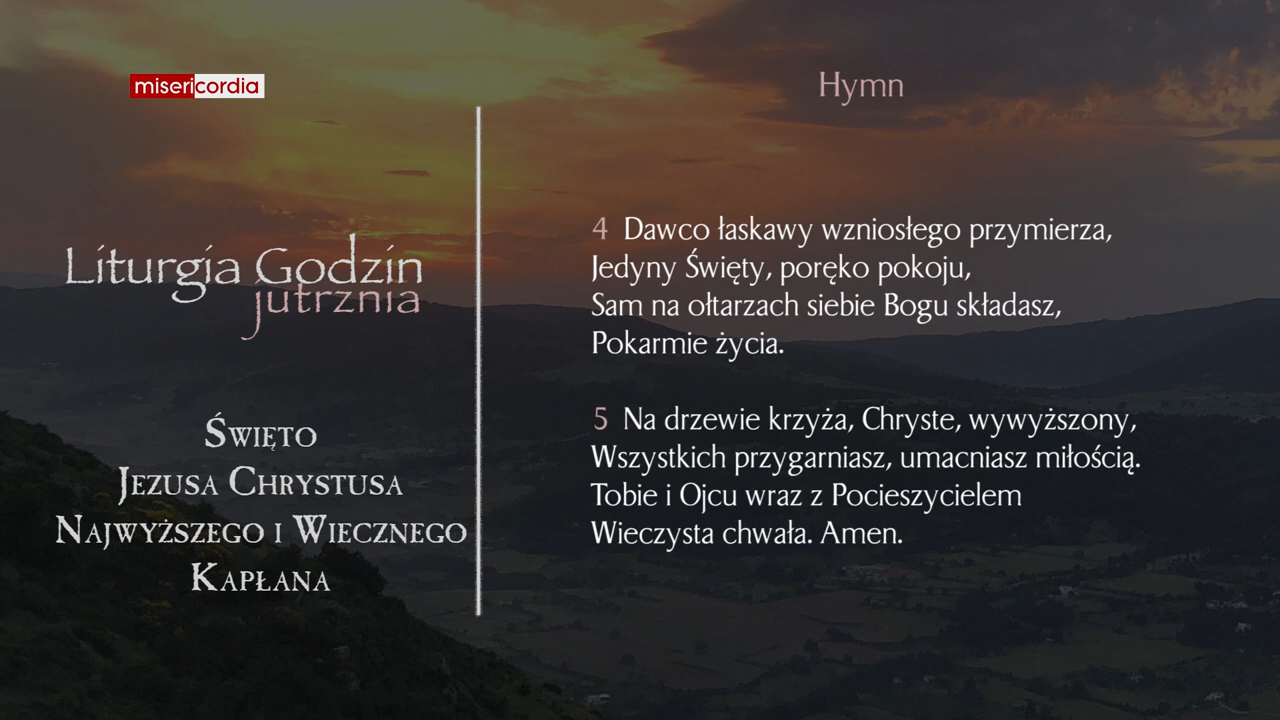 misericordia
Liturgia Godzin
jutrznia
Święto
Jezusa Chrystusa
Najwyższego i Wiecznego
Kapłana
Hymn
4 Dawco łaskawy wzniosłego przymierza,
Jedyny Święty, poręko pokoju,
Sam na ołtarzach siebie Bogu składasz,
Pokarmie życia.
5 Na drzewie krzyża, Chryste, wywyższony,
Wszystkich przygarniasz, umacniasz miłością.
Tobie i Ojcu wraz z Pocieszycielem
Wieczysta chwała. Amen.